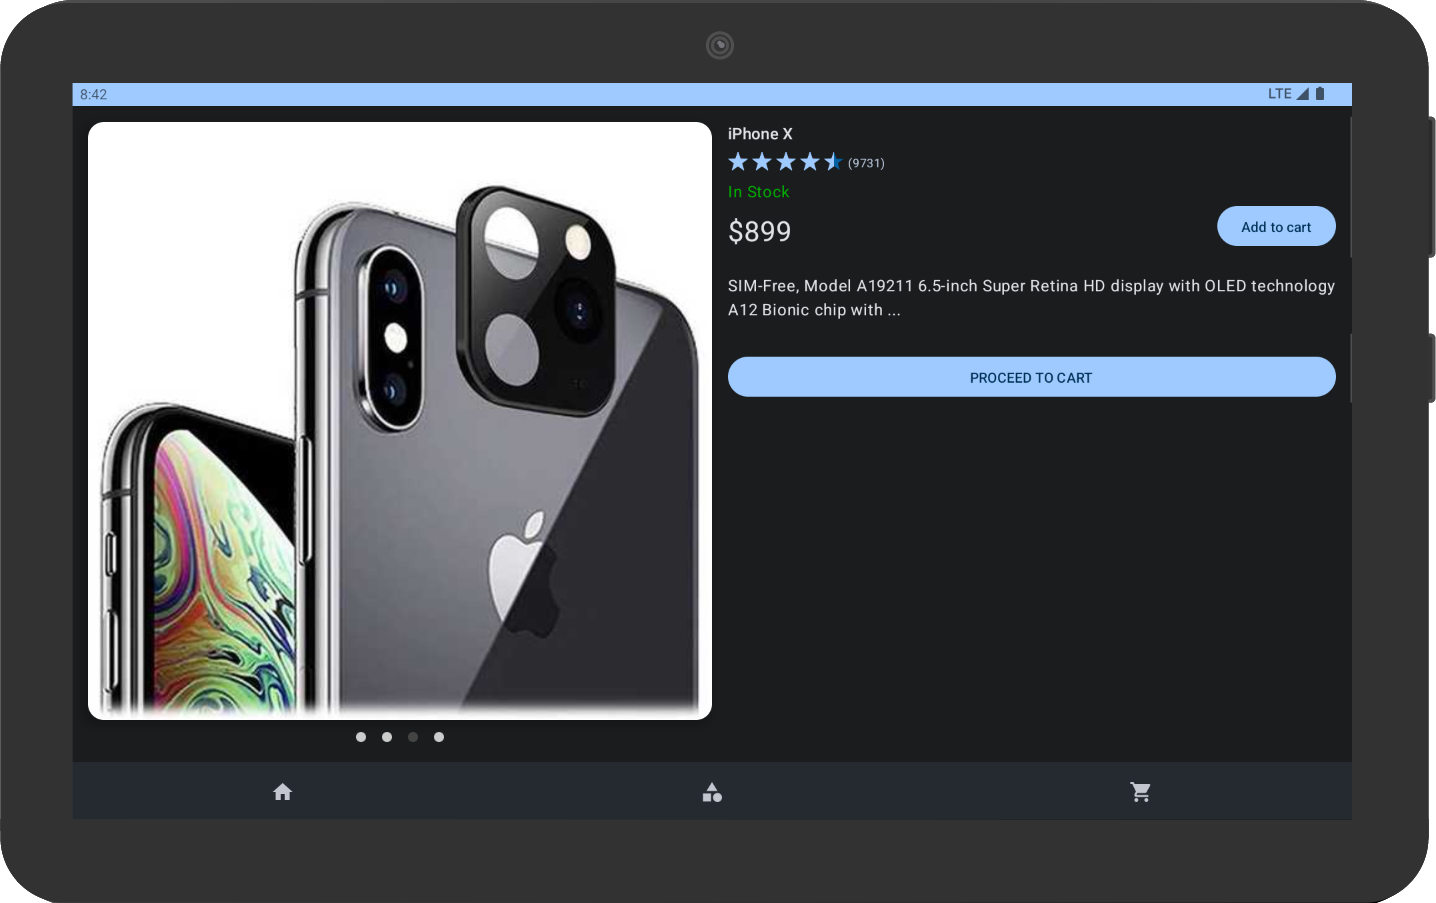 8:42
LTE
iPhone X
(9731)
In Stock
$899
Add to cart
SIM-Free, Model A19211 6.5-inch Super Retina HD display with OLED technology
A12 Bionic chip with ...
PROCEED TO CART